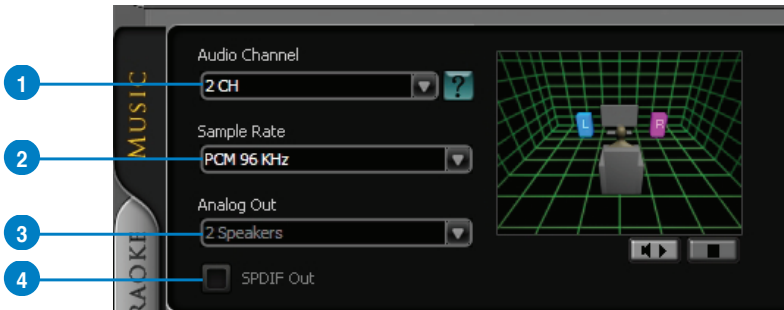 Audio Channel
1
2 CH
?
MUSIC
Sample Rate
2
PCM 96 KHz
L
R
Analog Out
3
2 Speakers
RAOKE
4
SPDIF Out